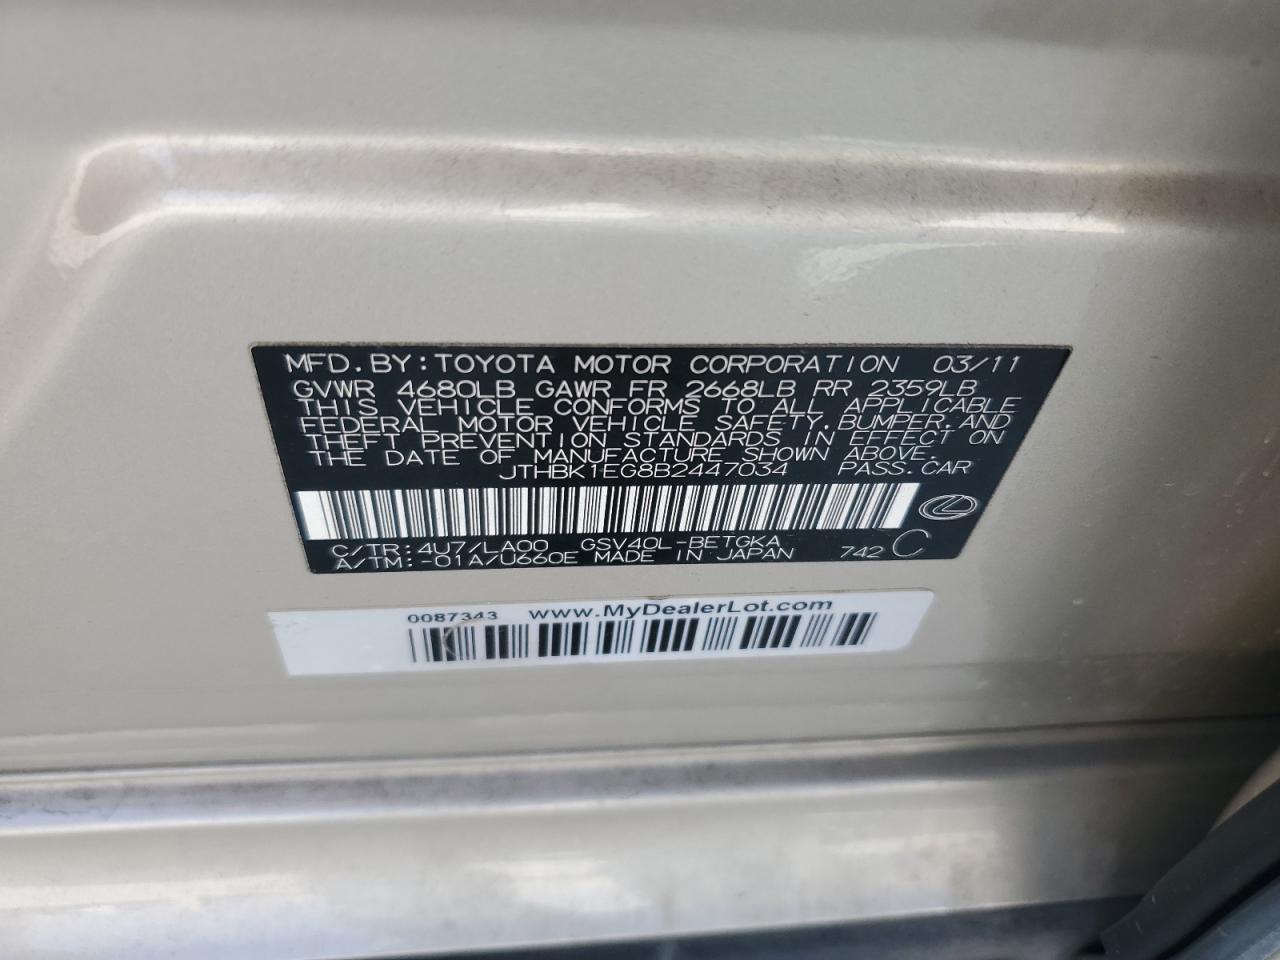 MFD.BY:TOYOTA MOTOR CORPORATION 03/11
GVWR 4680LB GAWR FR 2668LB RR 2359LB
THIS VEHICLE CONFORMS TO ALL APPLICABLE
FEDERAL MOTOR VEHICLE SAFETY,BUMPER,AND
THEFT PREVENTION STANDARDS IN EFFECT ON
THE DATE OF MANUFACTURE SHOWN ABOVE.
JTHBK1EG8B2447034 PASS.CAR
C/TR:4U7/LA00 GSV40L-BETGKA
A/TM:-01A/U660E MADE IN JAPAN 742 C
0087343 www.MyDealerLot.com